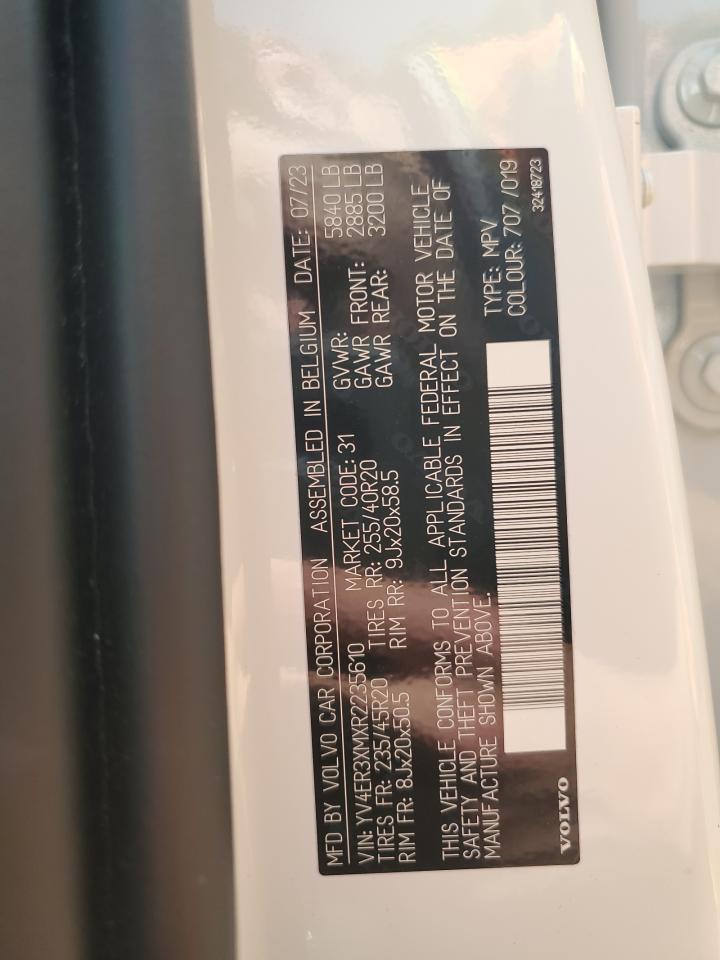 MFD BY VOLVO CAR CORPORATION ASSEMBLED IN BELGIUM DATE: 07/23
VIN: YV4ER3XMXR2235610 MARKET CODE: 31 GVWR: 5840 LB
TIRES FR: 235/45R20 TIRES RR: 255/40R20 GAWR FRONT: 2885 LB
RIM FR: 8Jx20x50.5 RIM RR: 9Jx20x58.5 GAWR REAR: 3200 LB
THIS VEHICLE CONFORMS TO ALL APPLICABLE FEDERAL MOTOR VEHICLE
SAFETY AND THEFT PREVENTION STANDARDS IN EFFECT ON THE DATE OF
MANUFACTURE SHOWN ABOVE.
TYPE: MPV
COLOUR: 707 /019
32418723
VOLVO